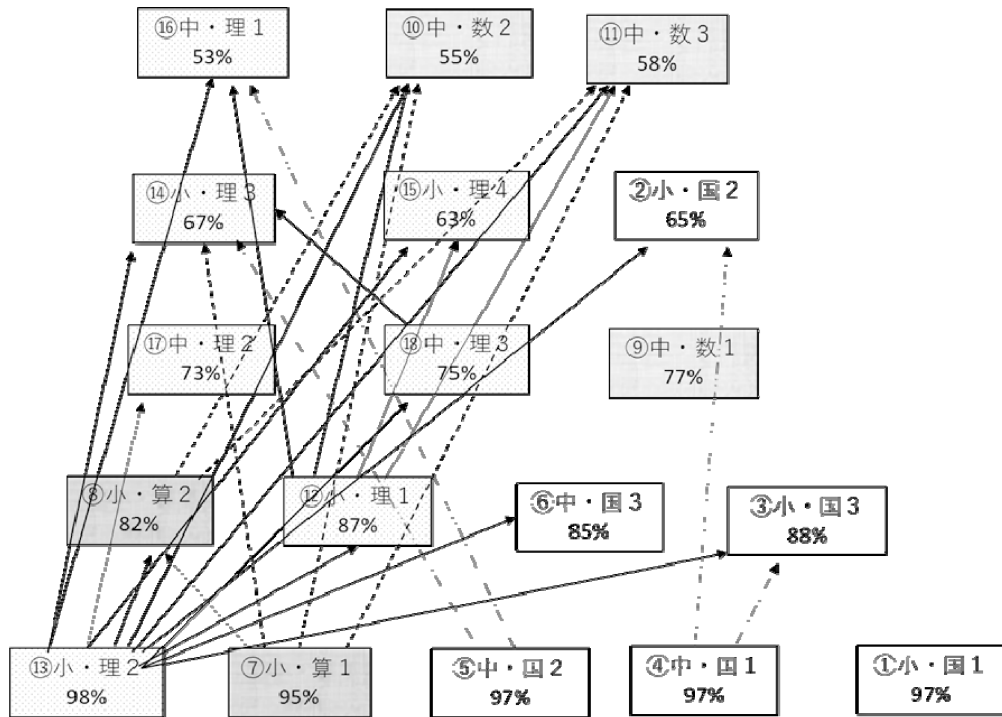 ⑯中・理１
53%
⑩中・数２
55%
⑪中・数３
58%
⑭小・理３
67%
⑮小・理４
63%
②小・国２
65%
⑰中・理２
73%
⑱中・理３
75%
⑨中・数１
77%
⑧小・算２
82%
⑫小・理１
87%
⑥中・国３
85%
③小・国３
88%
⑬小・理２
98%
⑦小・算１
95%
⑤中・国２
97%
④中・国１
97%
①小・国１
97%